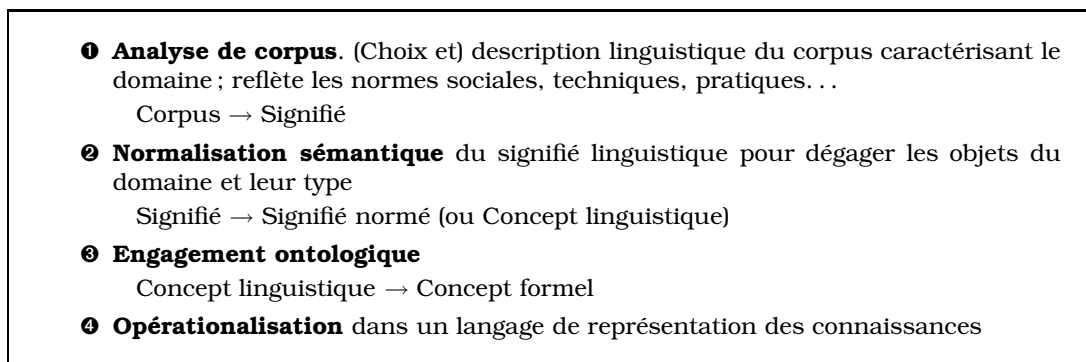 ❶ Analyse de corpus. (Choix et) description linguistique du corpus caractérisant le
domaine ; reflète les normes sociales, techniques, pratiques...
Corpus → Signifié
❷ Normalisation sémantique du signifié linguistique pour dégager les objets du
domaine et leur type
Signifié → Signifié normé (ou Concept linguistique)
❸ Engagement ontologique
Concept linguistique → Concept formel
❹ Opérationalisation dans un langage de représentation des connaissances